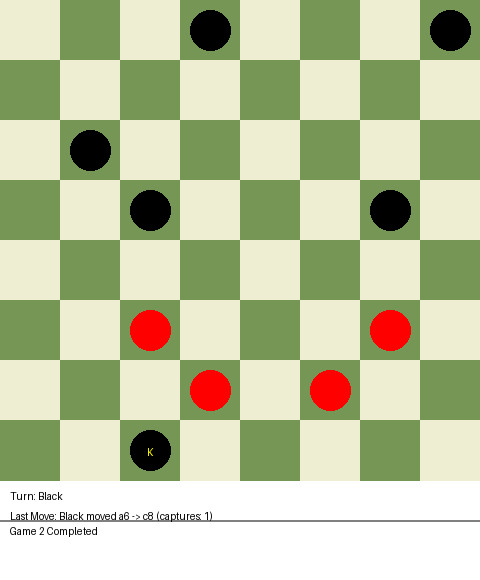 K
Turn: Black
Last Move: Black moved a6 -> c8 (captures: 1)
Game 2 Completed